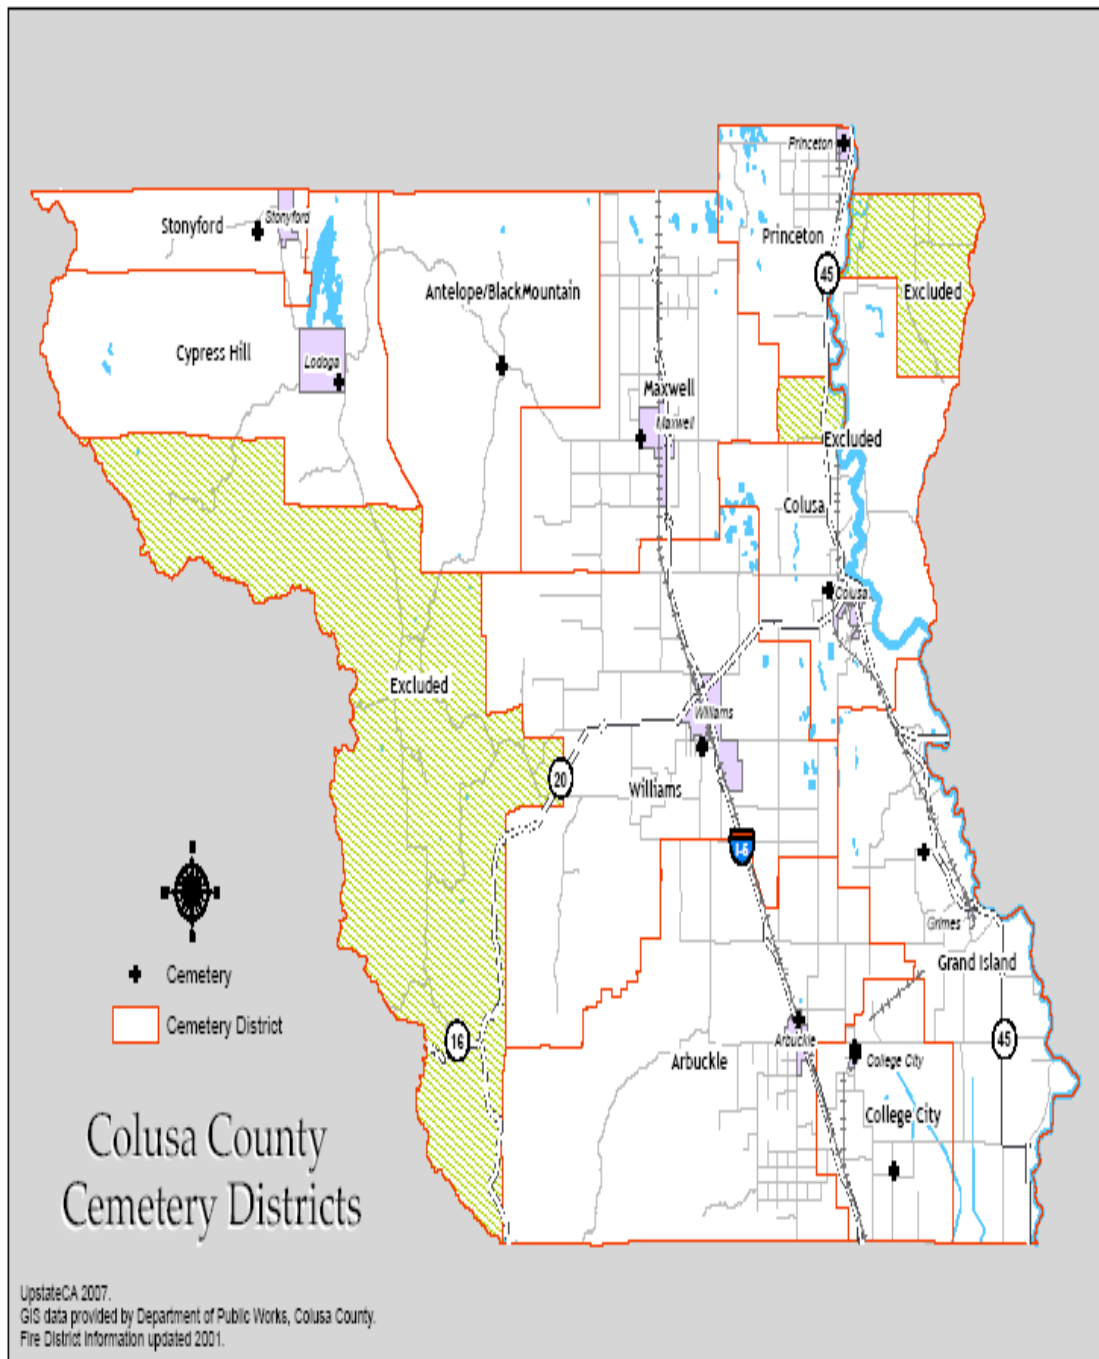 Princeton
Stonyford
Stonyford
Princeton
45
Excluded
Antelope/BlackMountain
Cypress Hill
Lodoga
Maxwell
Maxwell
Excluded
Colusa
Colusa
Excluded
Williams
20
Williams
I-5
Grimes
Grand Island
Cemetery
Cemetery District
16
Arbuckle
Arbuckle
College City
45
College City
Colusa County
Cemetery Districts
UpstateCA 2007.
GIS data provided by Department of Public Works, Colusa County.
Fire District Information updated 2001.